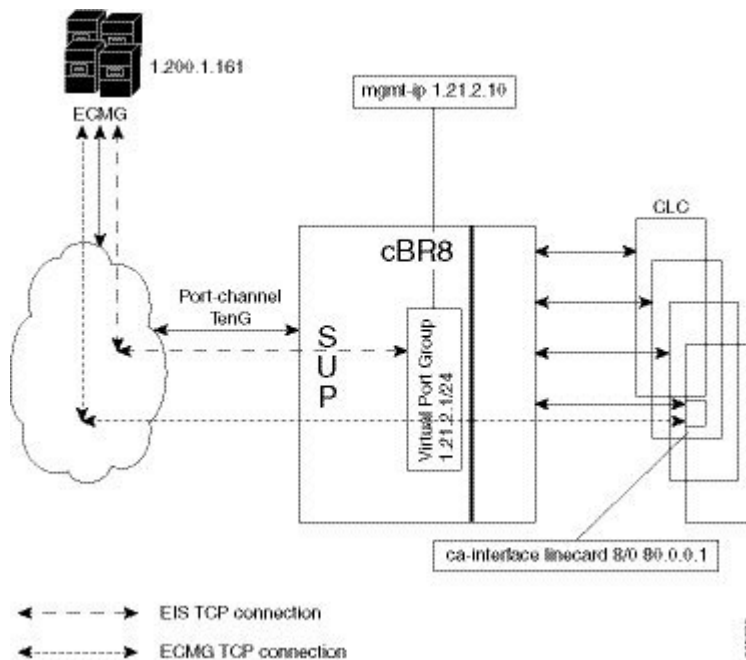 1.200.1.161
ECMG
mgmt-ip 1.21.2.10
CLC
cBR8
Port-channel
TenG
SUP
Virtual Port Group
1.21.2.1/24
ca-interface linecard 8/0 80.0.0.1
EIS TCP connection
ECMG TCP connection